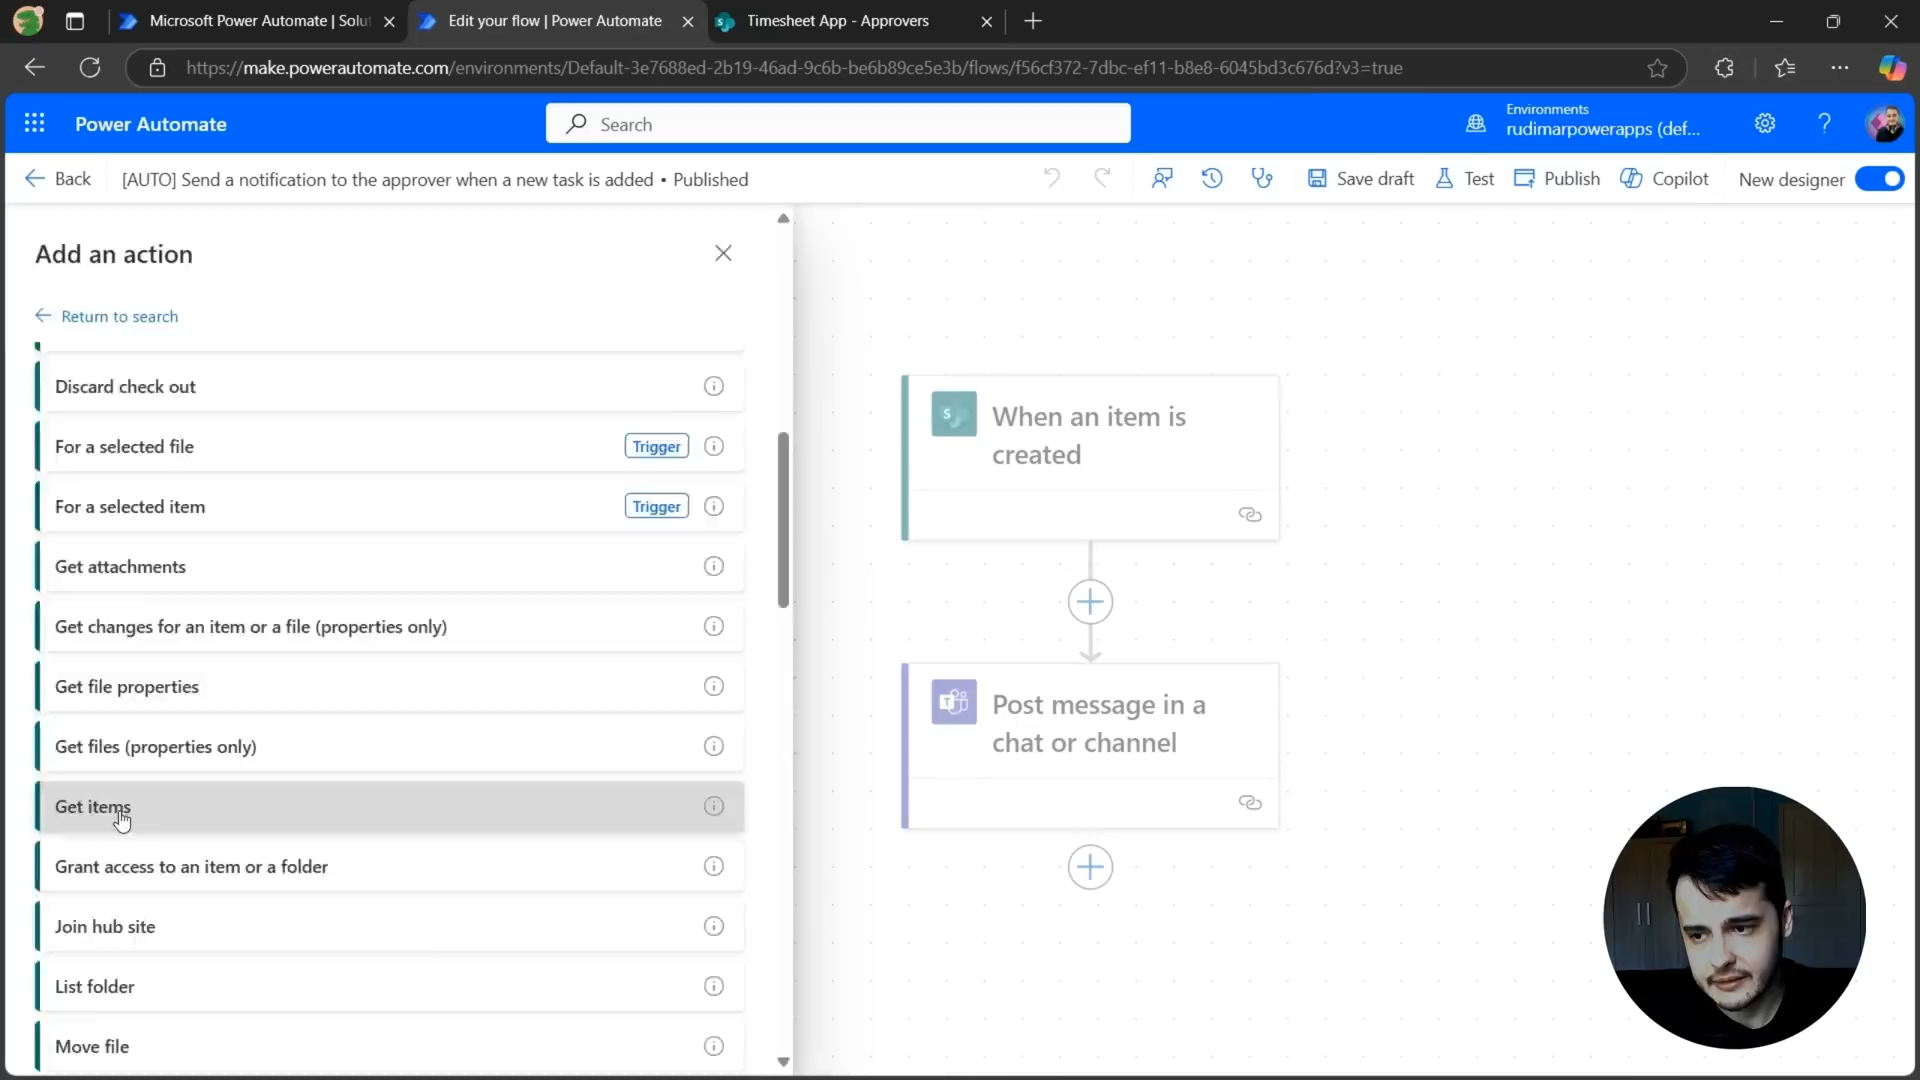 Microsoft Power Automate | Solut
Edit your flow | Power Automate
Timesheet App - Approvers
https://make.powerautomate.com/environments/Default-3e7688ed-2b19-46ad-9c6b-be6b89ce5e3b/flows/f56cf372-7dbc-ef11-b8e8-6045bd3c676d?v3=true
Power Automate
Search
Environments
rudimarpowerapps (def...
Back
[AUTO] Send a notification to the approver when a new task is added • Published
Save draft
Test
Publish
Copilot
New designer
Add an action
Return to search
Discard check out
For a selected file
Trigger
For a selected item
Trigger
Get attachments
Get changes for an item or a file (properties only)
Get file properties
Get files (properties only)
Get items
Grant access to an item or a folder
Join hub site
List folder
Move file
When an item is
created
Post message in a
chat or channel